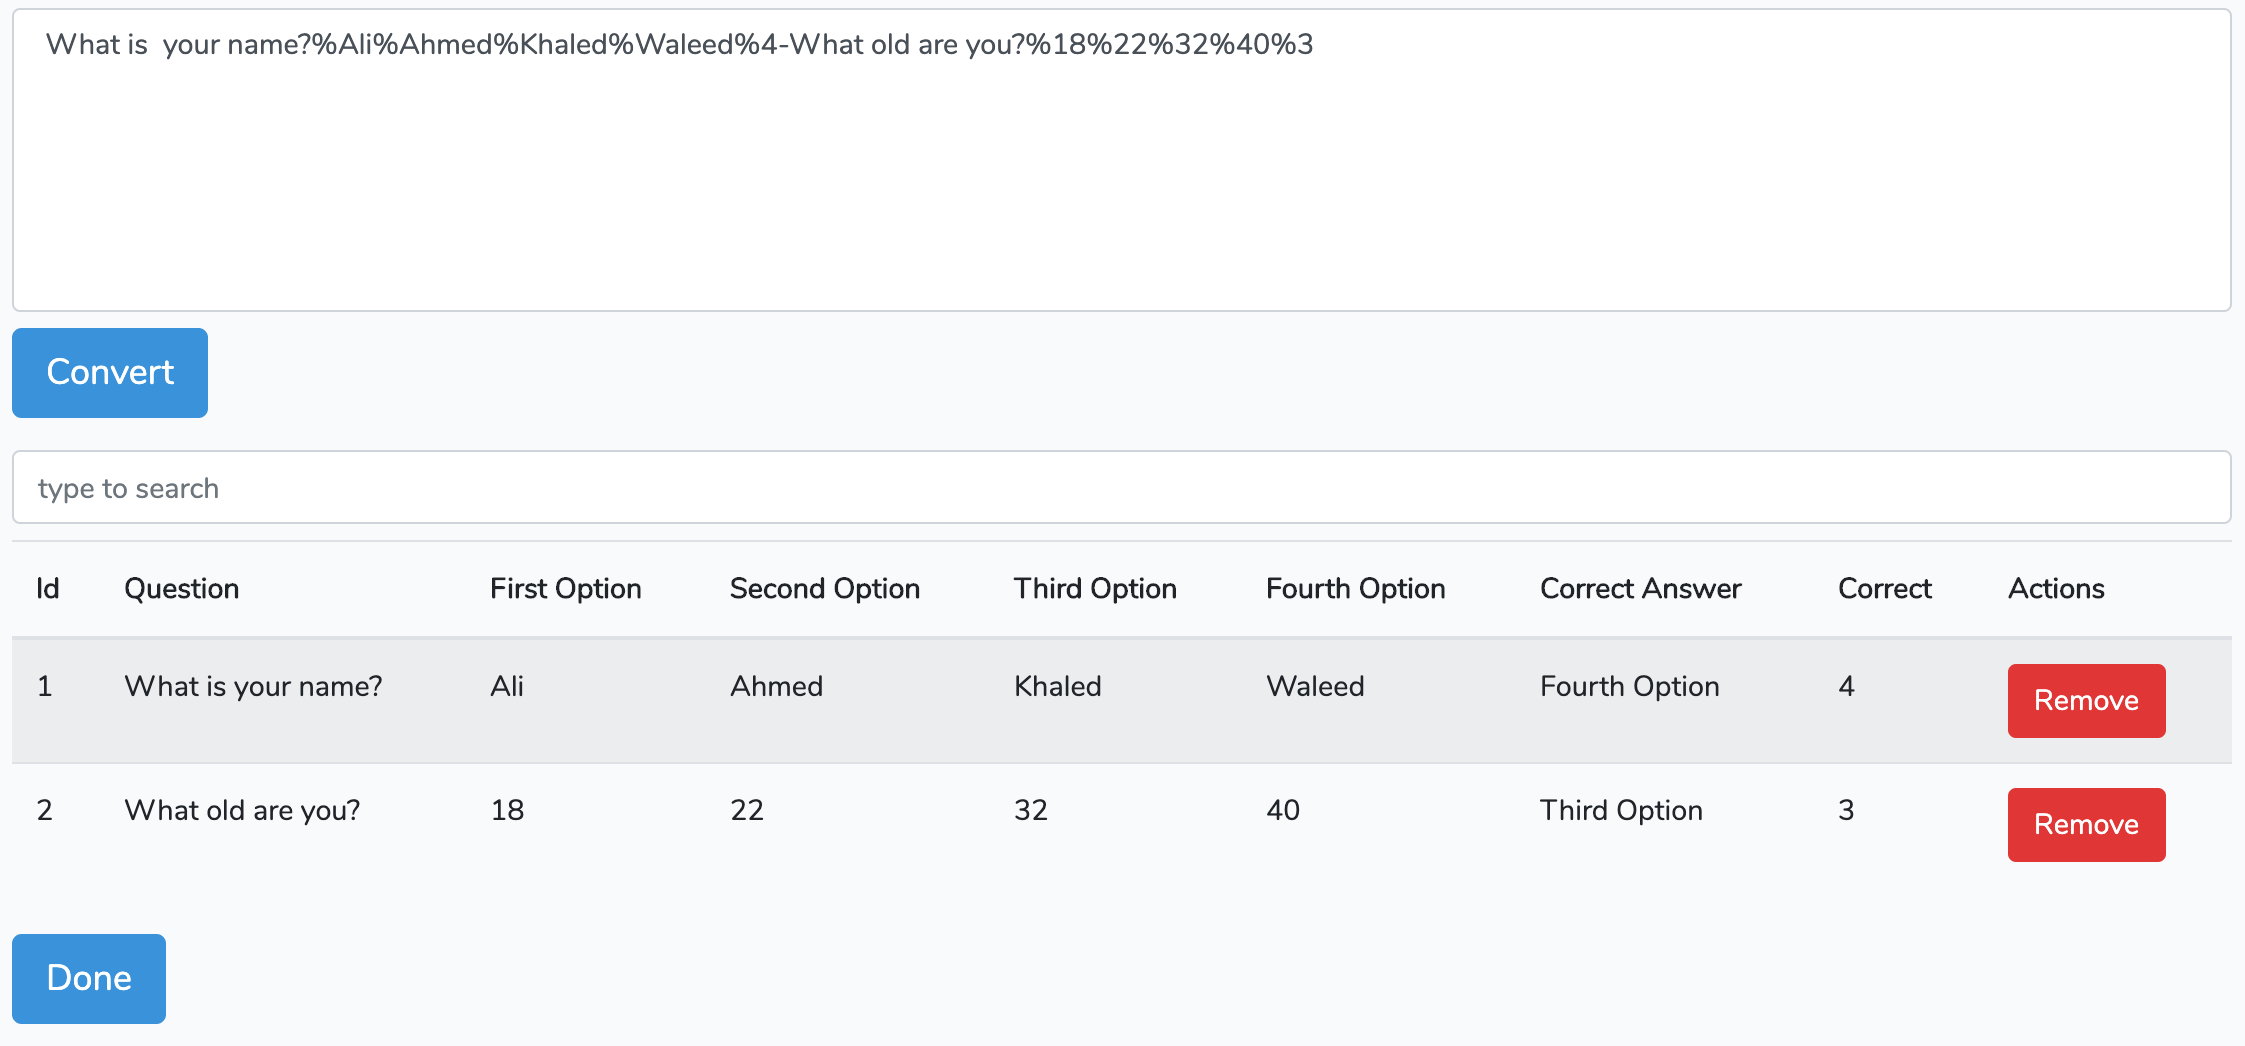 What is  your name?%Ali%Ahmed%Khaled%Waleed%4-What old are you?%18%22%32%40%3
Convert
type to search
Id Question First Option Second Option Third Option Fourth Option Correct Answer Correct Actions
1 What is your name? Ali Ahmed Khaled Waleed Fourth Option 4 Remove
2 What old are you? 18 22 32 40 Third Option 3 Remove
Done